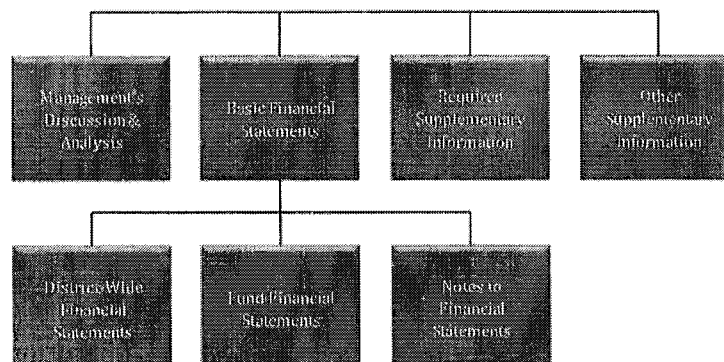 Management's
Discussion &
Analysis
Basic Financial
Statements
Required
Supplementary
Information
Other
Supplementary
Information
District-Wide
Financial
Statements
Fund Financial
Statements
Notes to
Financial
Statements